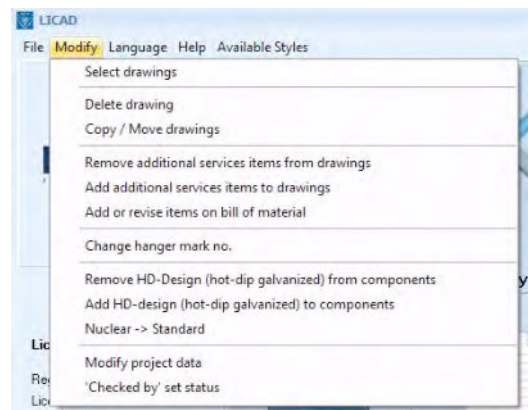 LICAD
File Modify Language Help Available Styles
Select drawings
Delete drawing
Copy / Move drawings
Remove additional services items from drawings
Add additional services items to drawings
Add or revise items on bill of material
Change hanger mark no.
Remove HD-Design (hot-dip galvanized) from components
Add HD-design (hot-dip galvanized) to components
Nuclear -> Standard
Modify project data
'Checked by' set status